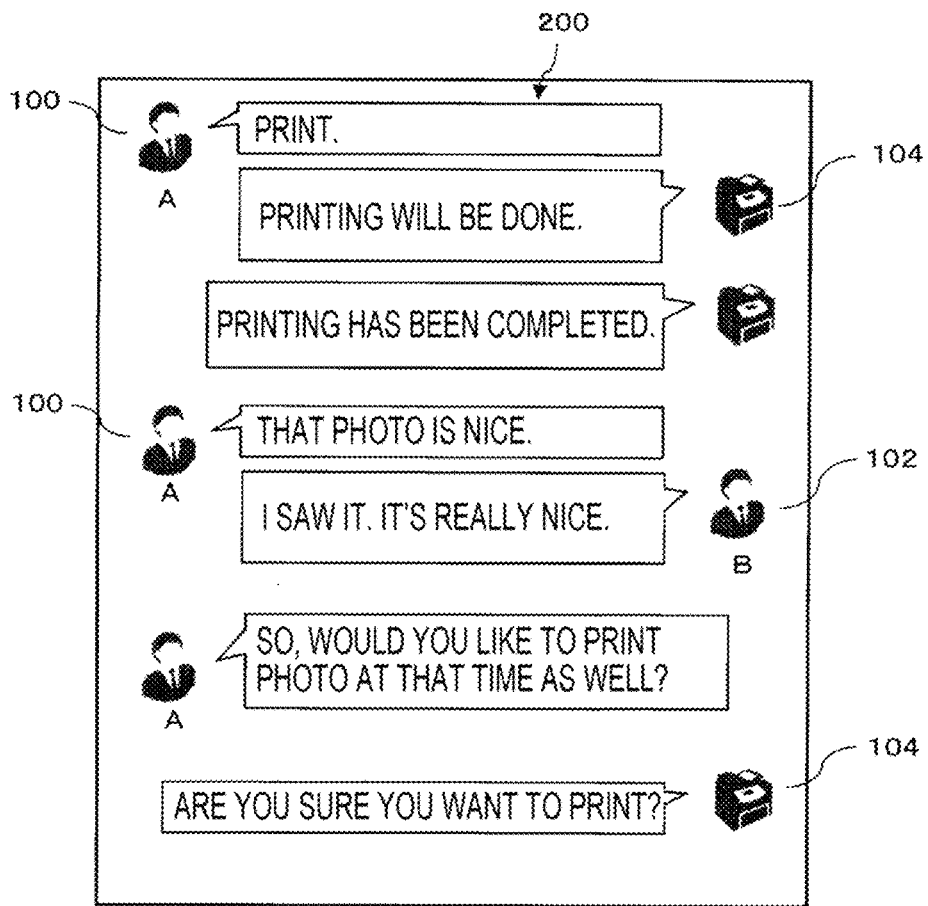 200
100
PRINT.
A
104
PRINTING WILL BE DONE.
PRINTING HAS BEEN COMPLETED.
100
THAT PHOTO IS NICE.
A
102
I SAW IT. IT'S REALLY NICE.
B
SO, WOULD YOU LIKE TO PRINT
PHOTO AT THAT TIME AS WELL?
A
104
ARE YOU SURE YOU WANT TO PRINT?